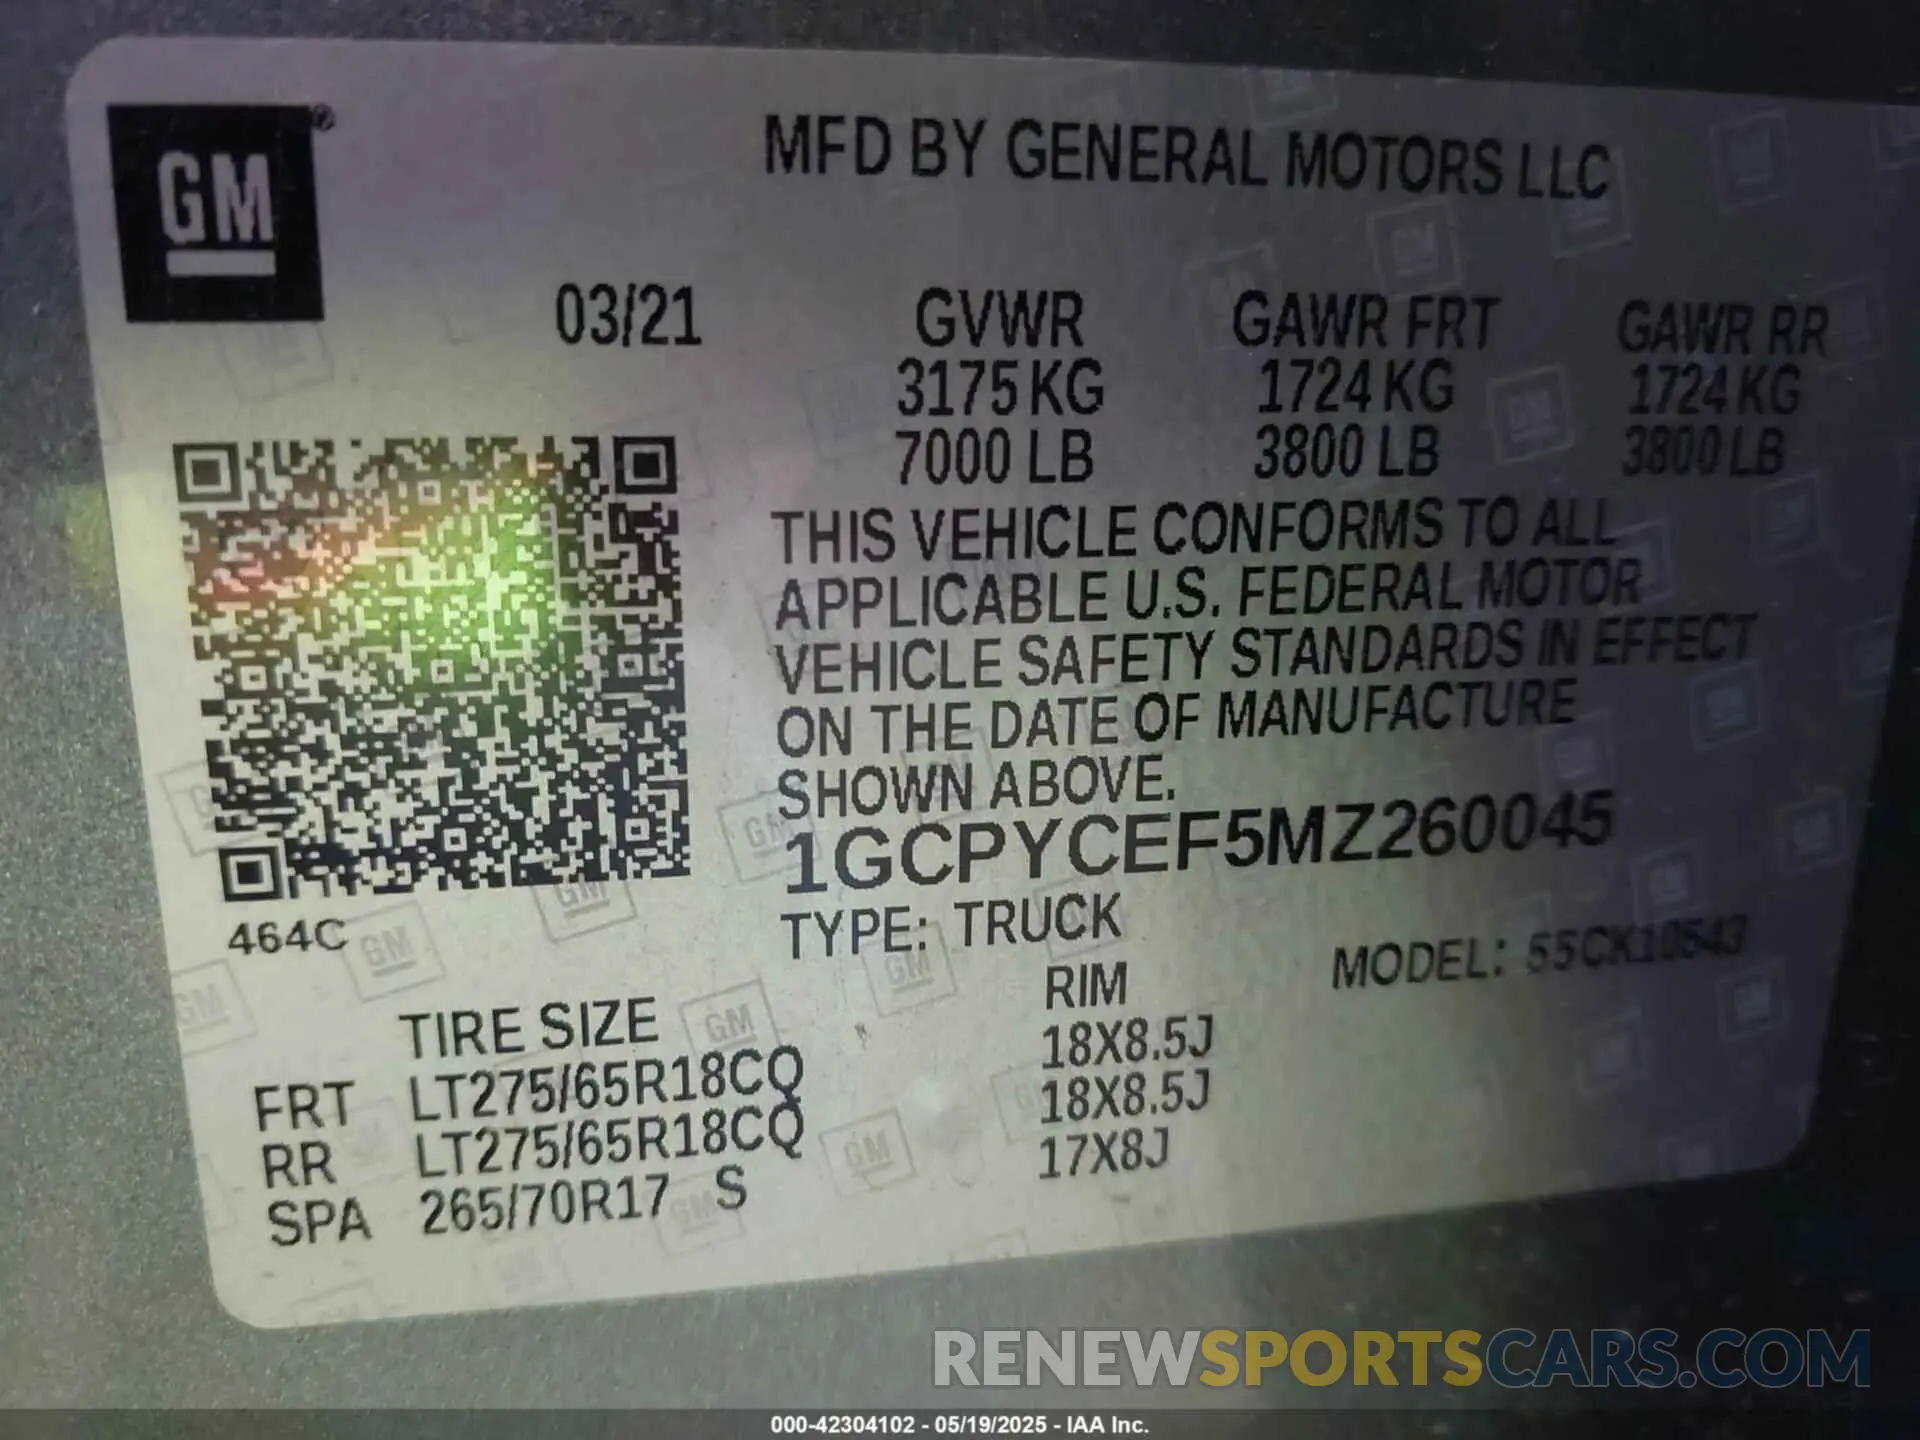 GM
MFD BY GENERAL MOTORS LLC
03/21
GVWR GAWR FRT GAWR RR
3175 KG 1724 KG 1724 KG
7000 LB 3800 LB 3800 LB
THIS VEHICLE CONFORMS TO ALL
APPLICABLE U.S. FEDERAL MOTOR
VEHICLE SAFETY STANDARDS IN EFFECT
ON THE DATE OF MANUFACTURE
SHOWN ABOVE.
1GCPYCEF5MZ260045
464C
TYPE: TRUCK
MODEL: 55CK10543
TIRE SIZE RIM
FRT LT275/65R18CQ 18X8.5J
RR LT275/65R18CQ 18X8.5J
SPA 265/70R17 S 17X8J
RENEWSPORTSCARS.COM
000-42304102 - 05/19/2025 - IAA Inc.